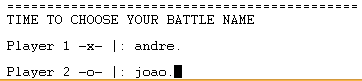 ==========================================
TIME TO CHOOSE YOUR BATTLE NAME
Player 1 -x- |: andre.
Player 2 -o- |: joao.